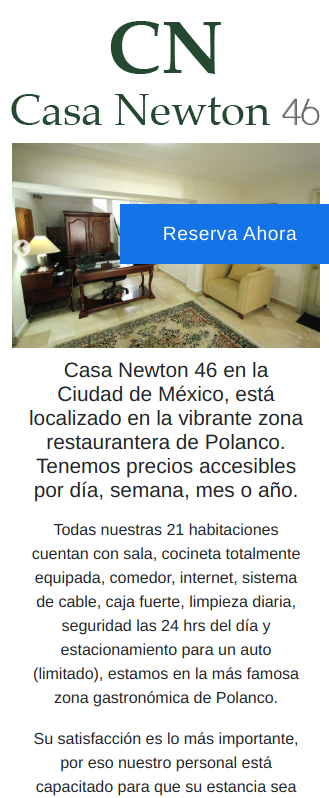 CN
Casa Newton 46
Reserva Ahora
Casa Newton 46 en la
Ciudad de México, está
localizado en la vibrante zona
restaurantera de Polanco.
Tenemos precios accesibles
por día, semana, mes o año.
Todas nuestras 21 habitaciones
cuentan con sala, cocineta totalmente
equipada, comedor, internet, sistema
de cable, caja fuerte, limpieza diaria,
seguridad las 24 hrs del día y
estacionamiento para un auto
(limitado), estamos en la más famosa
zona gastronómica de Polanco.
Su satisfacción es lo más importante,
por eso nuestro personal está
capacitado para que su estancia sea